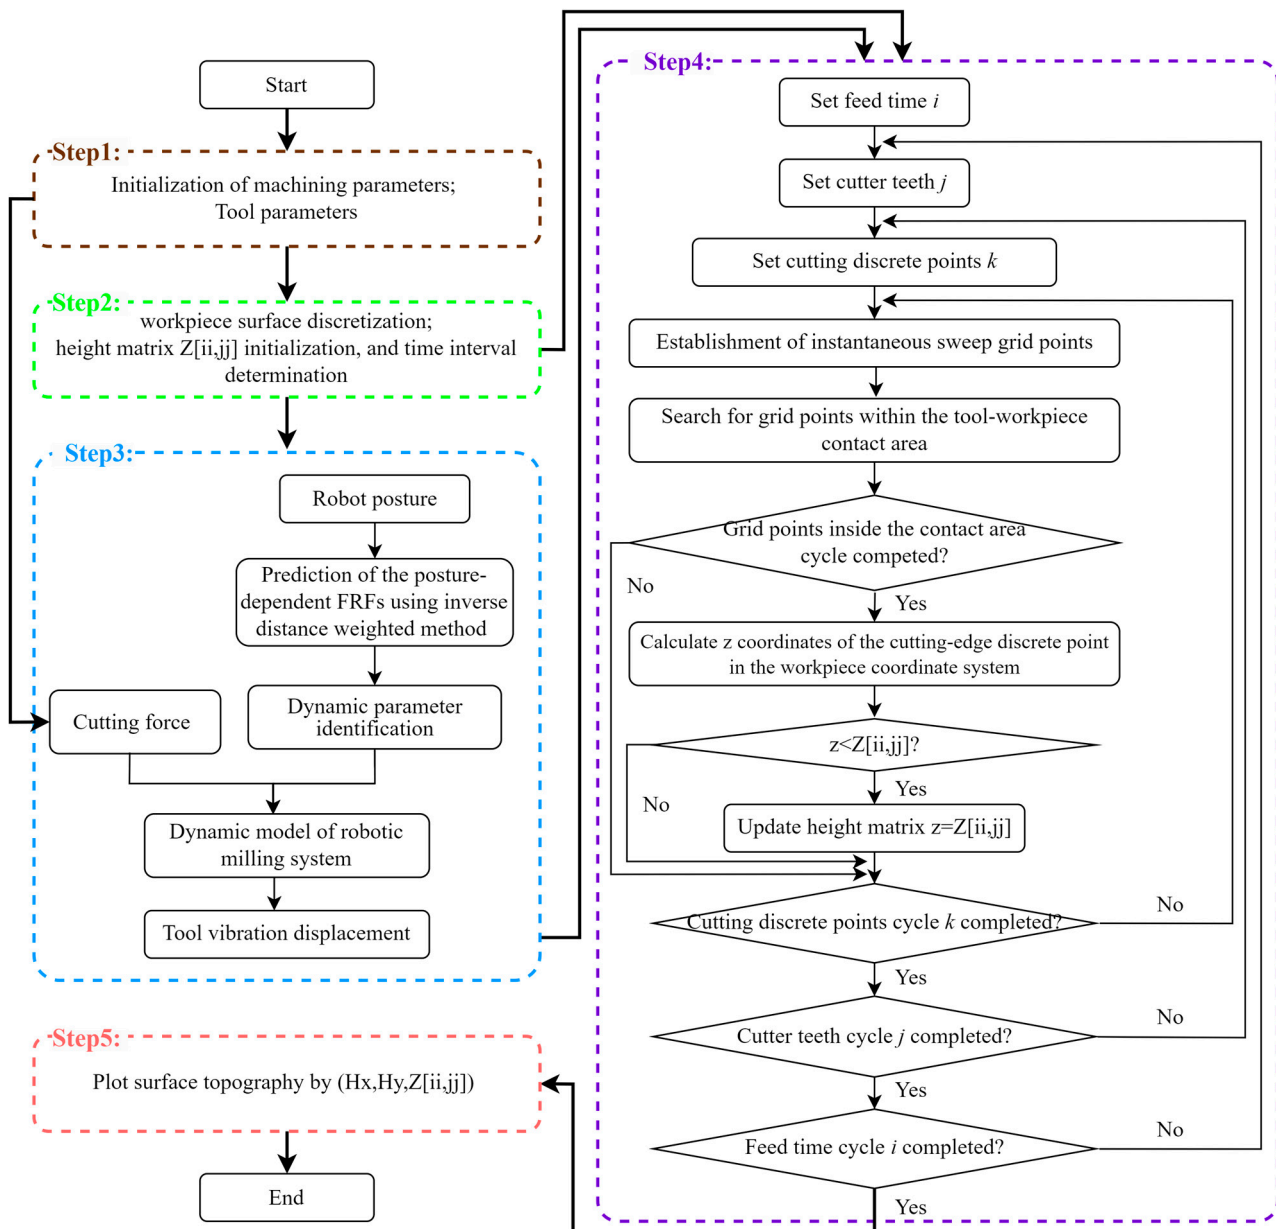 Start
Step1:
Initialization of machining parameters;
Tool parameters
Step2:
workpiece surface discretization;
height matrix Z[ii,jj] initialization, and time interval
determination
Step3:
Robot posture
Prediction of the posture-
dependent FRFs using inverse
distance weighted method
Cutting force
Dynamic parameter
identification
Dynamic model of robotic
milling system
Tool vibration displacement
Step4:
Set feed time i
Set cutter teeth j
Set cutting discrete points k
Establishment of instantaneous sweep grid points
Search for grid points within the tool-workpiece
contact area
Grid points inside the contact area
cycle competed?
No
Yes
Calculate z coordinates of the cutting-edge discrete point
in the workpiece coordinate system
z<Z[ii,jj]?
No
Yes
Update height matrix z=Z[ii,jj]
Cutting discrete points cycle k completed?
No
Yes
Cutter teeth cycle j completed?
No
Yes
Feed time cycle i completed?
No
Yes
Step5:
Plot surface topography by (Hx,Hy,Z[ii,jj])
End